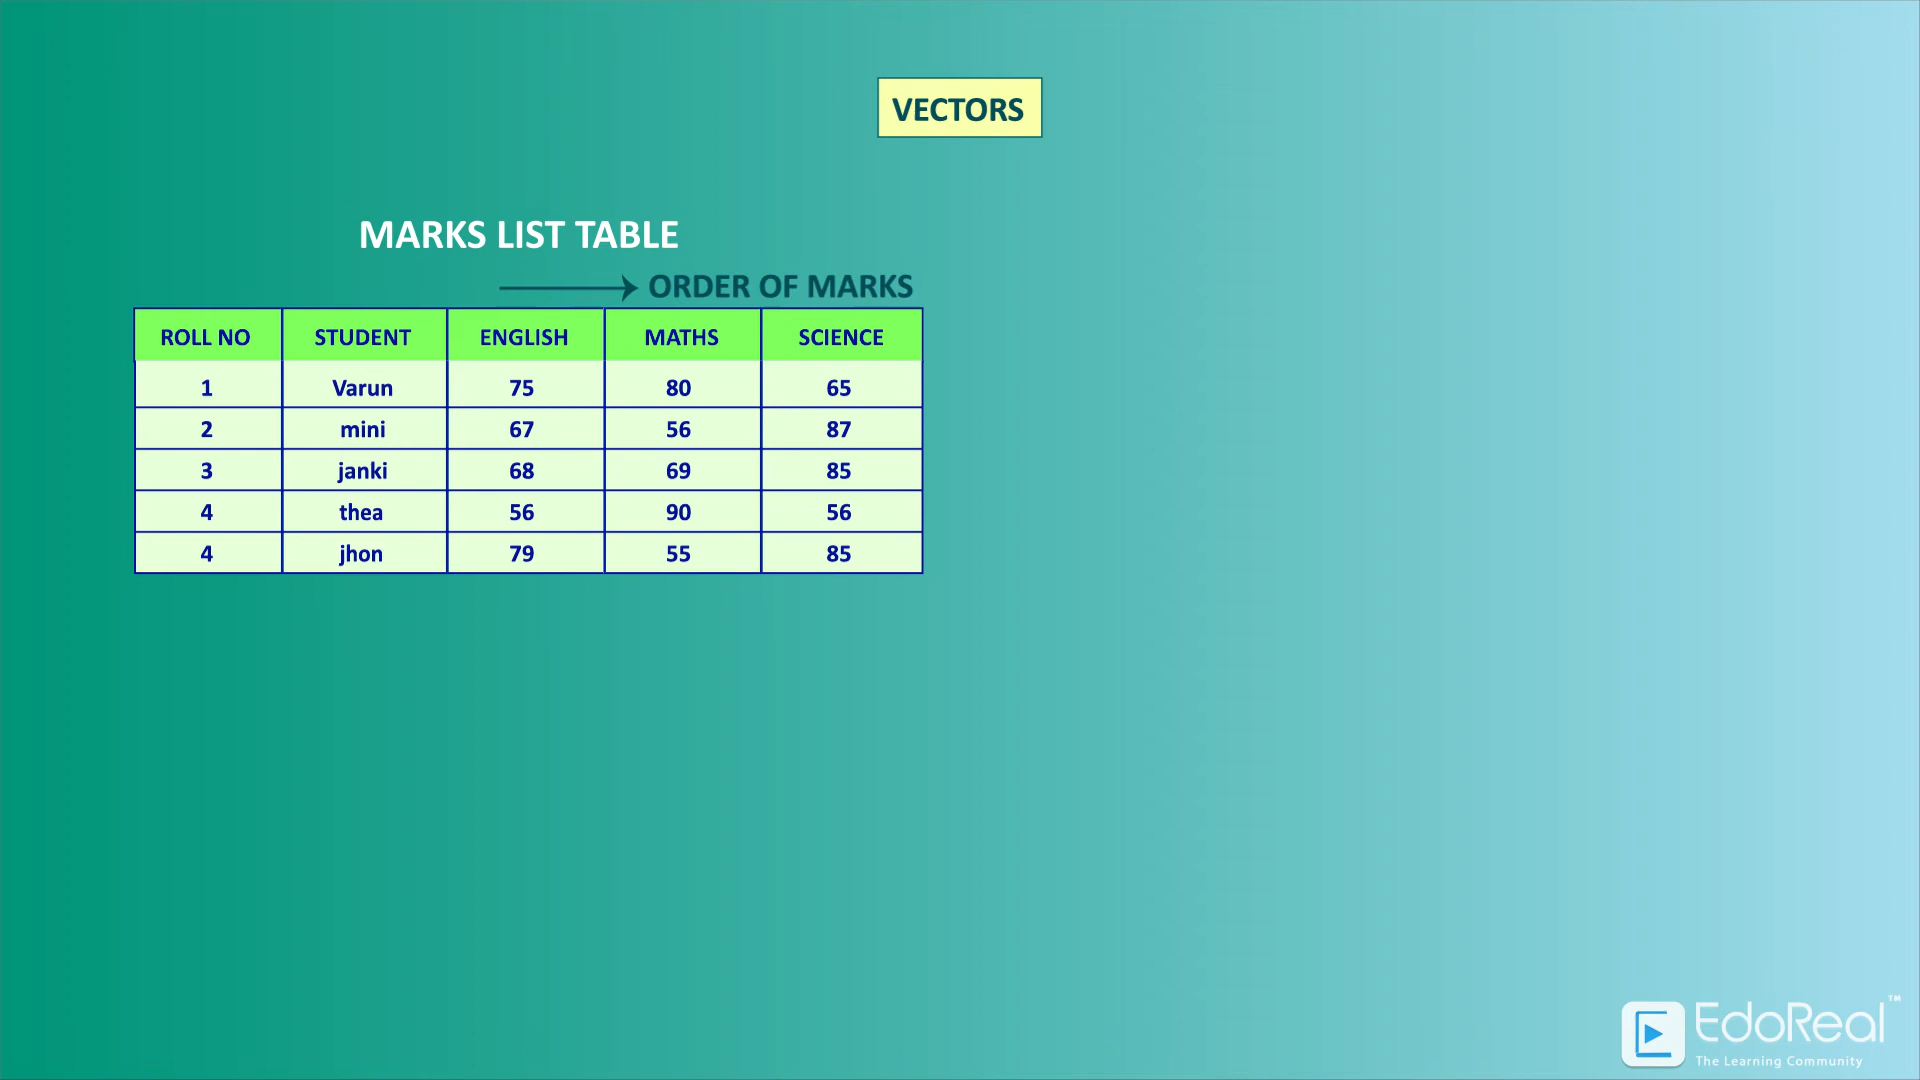 VECTORS
MARKS LIST TABLE
ORDER OF MARKS
ROLL NO STUDENT ENGLISH MATHS SCIENCE
1 Varun 75 80 65
2 mini 67 56 87
3 janki 68 69 85
4 thea 56 90 56
4 jhon 79 55 85
EdoReal™
The Learning Community